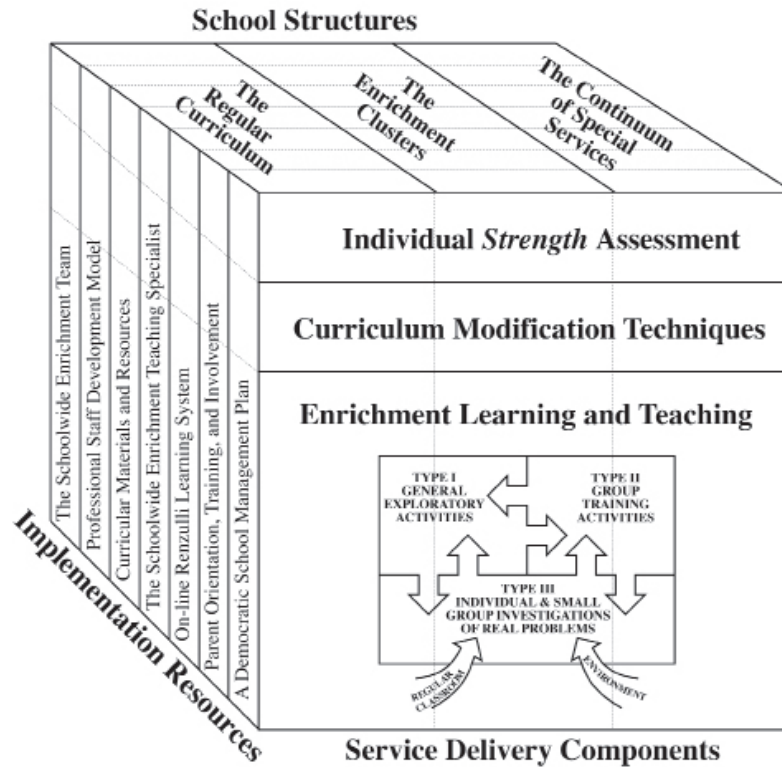 School Structures
The
Regular
Curriculum
The
Enrichment
Clusters
The Continuum
of Special
Services
Individual Strength Assessment
Curriculum Modification Techniques
Enrichment Learning and Teaching
TYPE I
GENERAL
EXPLORATORY
ACTIVITIES
TYPE II
GROUP
TRAINING
ACTIVITIES
TYPE III
INDIVIDUAL & SMALL
GROUP INVESTIGATIONS
OF REAL PROBLEMS
REGULAR
CLASSROOM
ENVIRONMENT
The Schoolwide Enrichment Team
Professional Staff Development Model
Curricular Materials and Resources
The Schoolwide Enrichment Teaching Specialist
On-line Renzulli Learning System
Parent Orientation, Training, and Involvement
A Democratic School Management Plan
Implementation Resources
Service Delivery Components